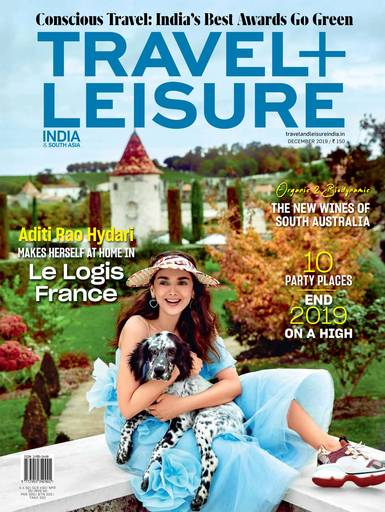 Conscious Travel: India's Best Awards Go Green
TRAVEL+
LEISURE
INDIA
& SOUTH ASIA
travelandleisureindia.in
DECEMBER 2019 / ₹ 150
Organic & Biodynamic
THE NEW WINES OF
SOUTH AUSTRALIA
Aditi Rao Hydari
MAKES HERSELF AT HOME IN
Le Logis
France
10
PARTY PLACES
END
2019
ON A HIGH